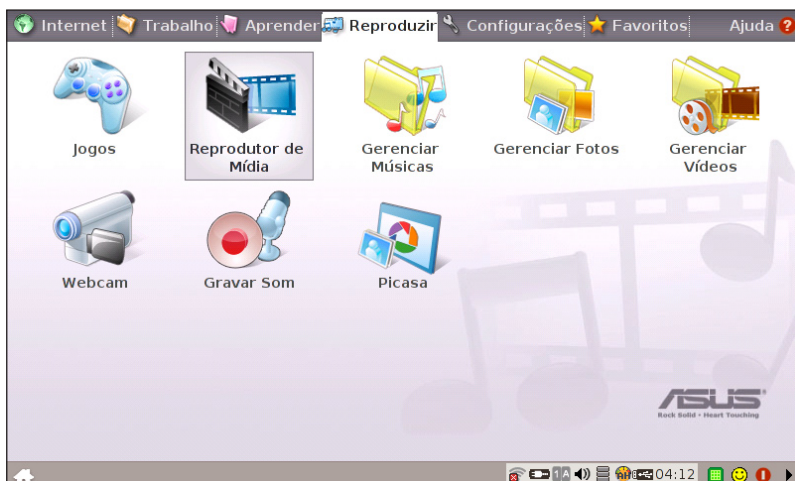 Internet Trabalho Aprender Reproduzir Configurações Favoritos Ajuda ?
Jogos
Reprodutor de
Mídia
Gerenciar
Músicas
Gerenciar Fotos
Gerenciar
Vídeos
Webcam
Gravar Som
Picasa
ASUS
Rock Solid • Heart Touching
1 A 04:12